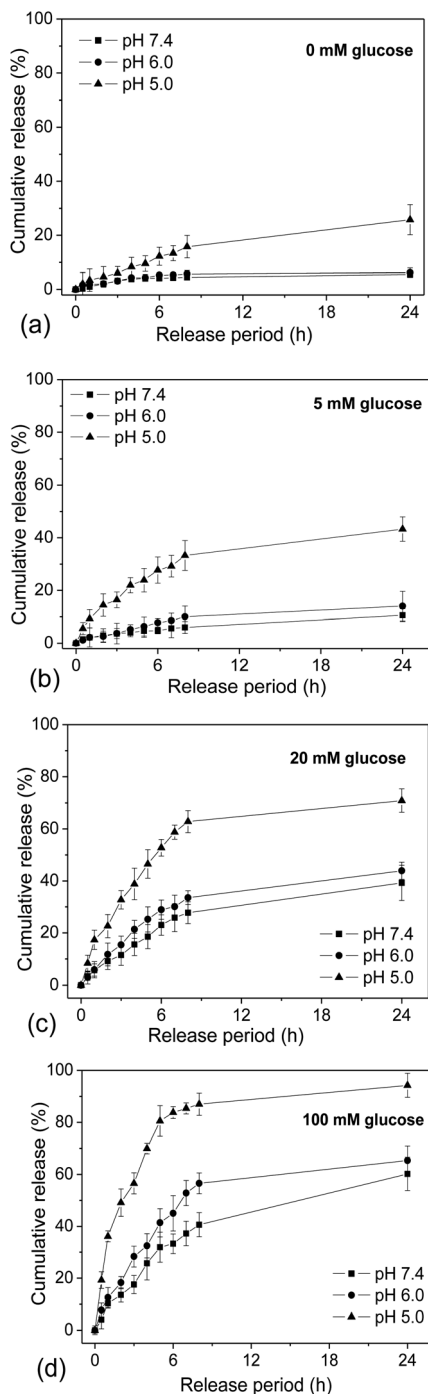 100
80
60
40
20
0
Cumulative release (%)
pH 7.4
pH 6.0
pH 5.0
0 mM glucose
0 6 12 18 24
Release period (h)
(a)
100
80
60
40
20
0
Cumulative release (%)
pH 7.4
pH 6.0
pH 5.0
5 mM glucose
0 6 12 18 24
Release period (h)
(b)
100
80
60
40
20
0
Cumulative release (%)
20 mM glucose
pH 7.4
pH 6.0
pH 5.0
0 6 12 18 24
Release period (h)
(c)
100
80
60
40
20
0
Cumulative release (%)
100 mM glucose
pH 7.4
pH 6.0
pH 5.0
0 6 12 18 24
Release period (h)
(d)